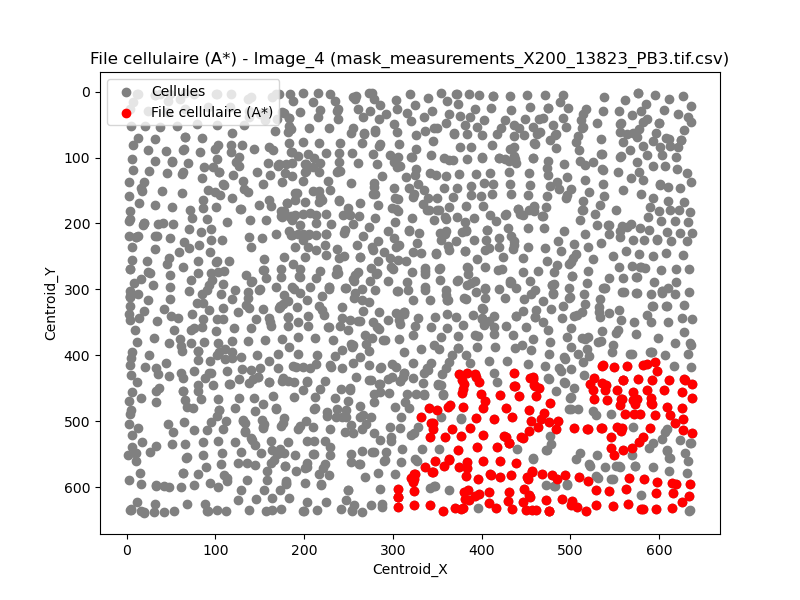 File cellulaire (A*) - Image_4 (mask_measurements_X200_13823_PB3.tif.csv)
Cellules
File cellulaire (A*)
0
100
200
300
400
500
600
Centroid_Y
0
100
200
300
400
500
600
Centroid_X